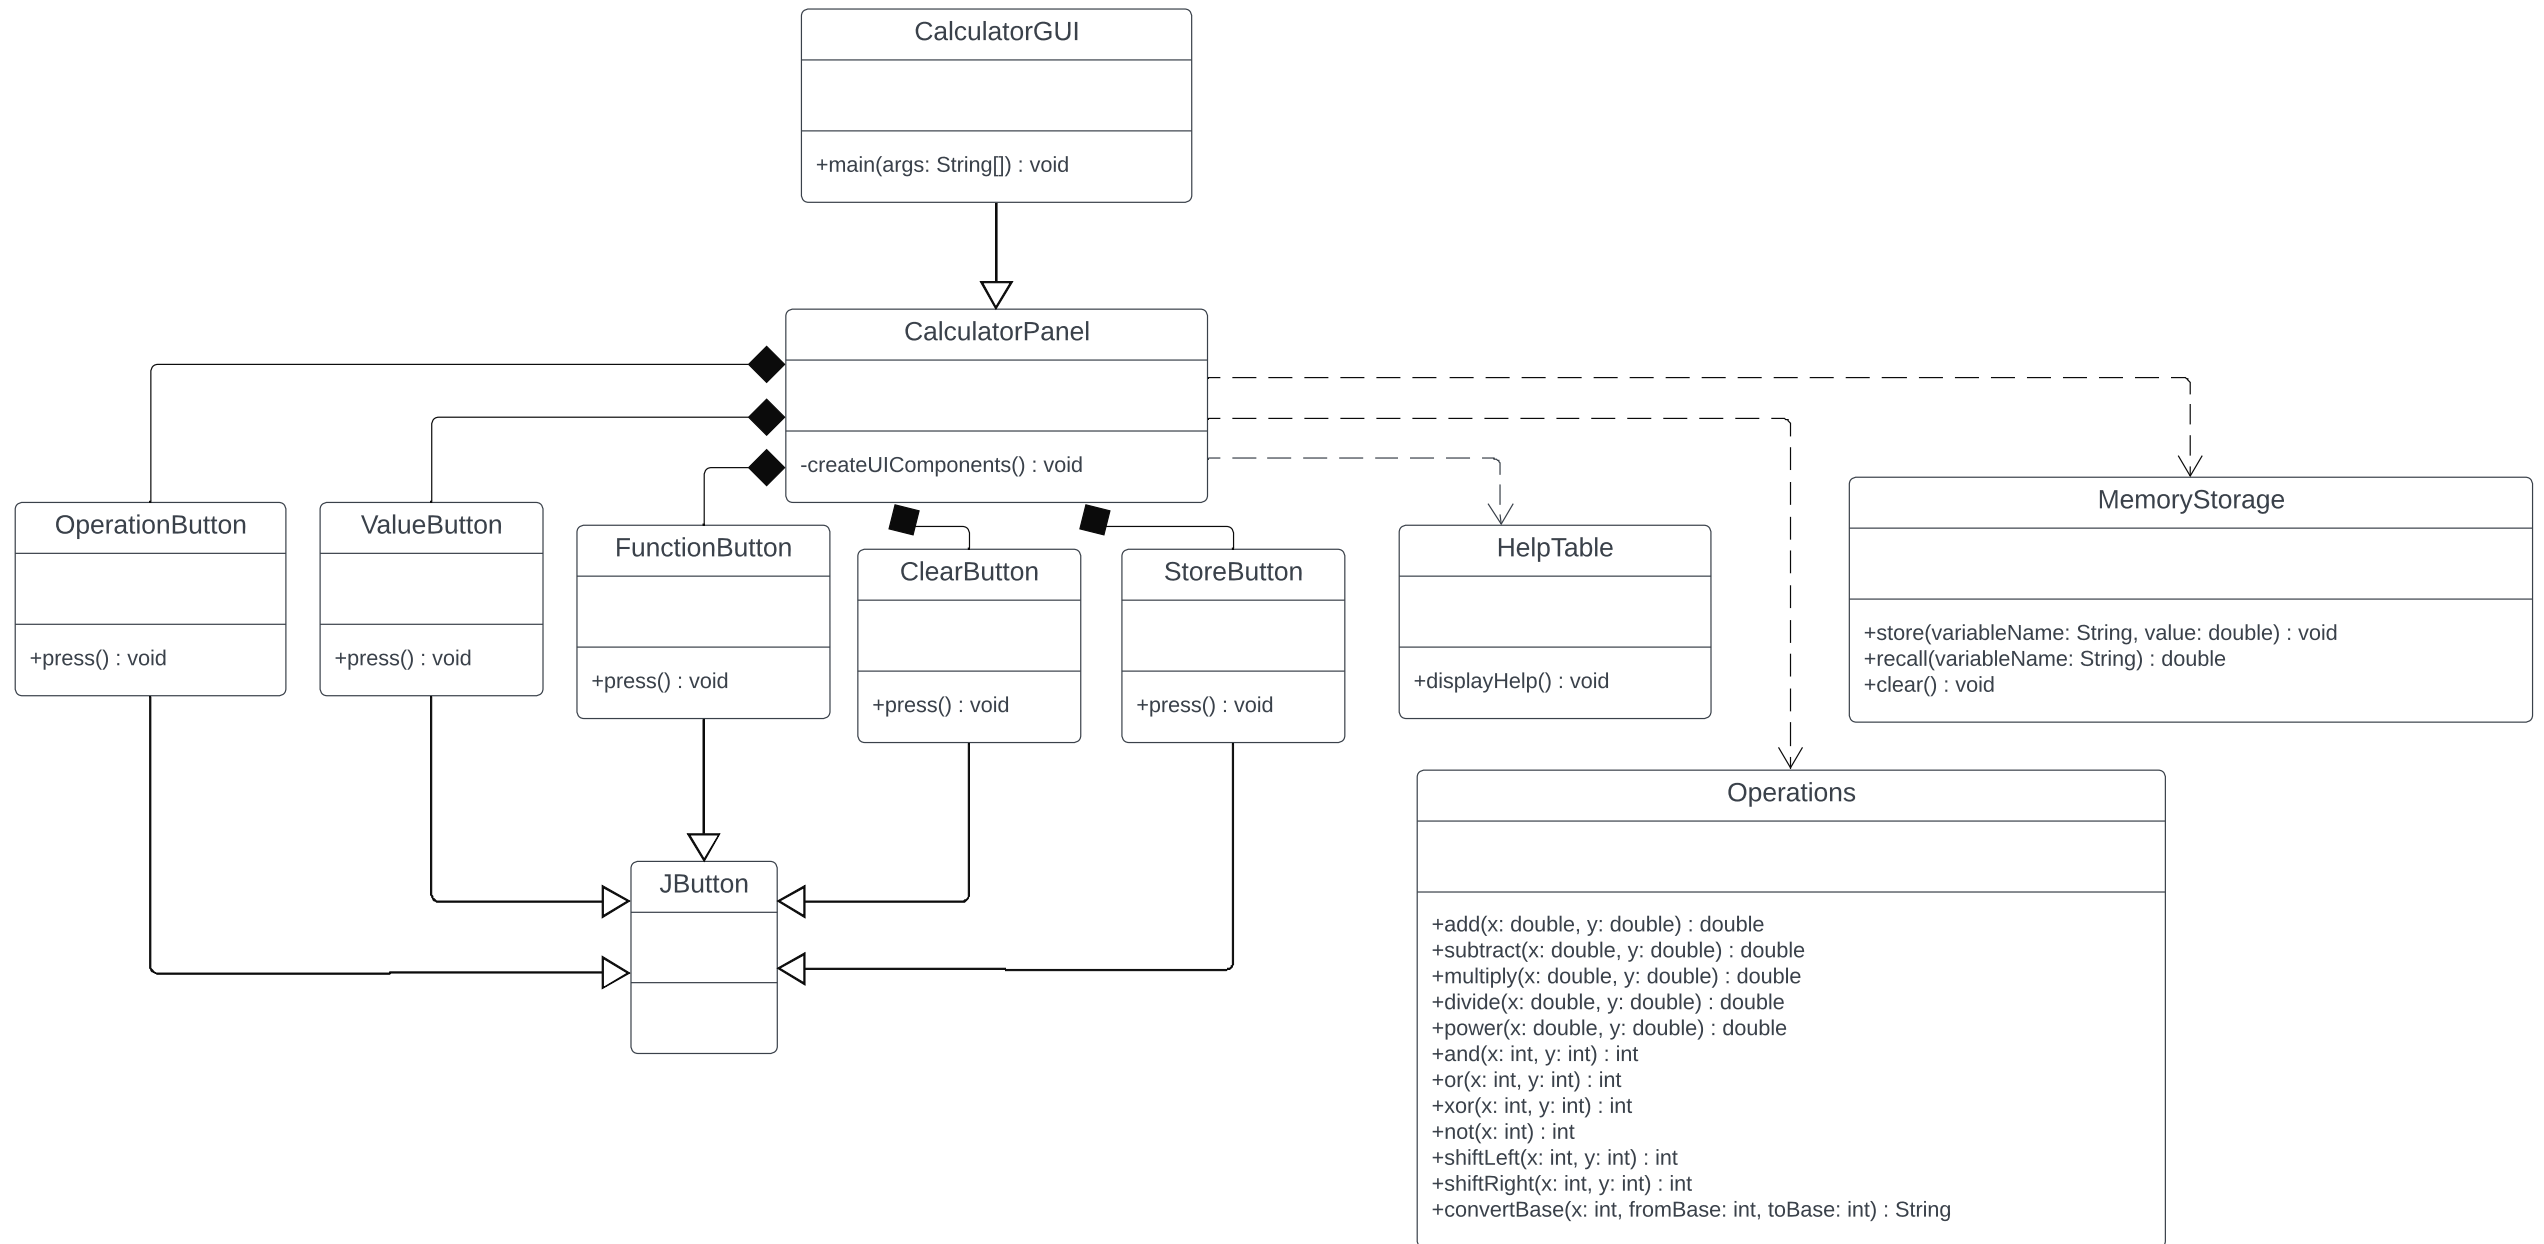 CalculatorGUI
+main(args: String[]) : void
CalculatorPanel
-createUIComponents() : void
OperationButton
+press() : void
ValueButton
+press() : void
FunctionButton
+press() : void
ClearButton
+press() : void
StoreButton
+press() : void
HelpTable
+displayHelp() : void
MemoryStorage
+store(variableName: String, value: double) : void
+recall(variableName: String) : double
+clear() : void
JButton
Operations
+add(x: double, y: double) : double
+subtract(x: double, y: double) : double
+multiply(x: double, y: double) : double
+divide(x: double, y: double) : double
+power(x: double, y: double) : double
+and(x: int, y: int) : int
+or(x: int, y: int) : int
+xor(x: int, y: int) : int
+not(x: int) : int
+shiftLeft(x: int, y: int) : int
+shiftRight(x: int, y: int) : int
+convertBase(x: int, fromBase: int, toBase: int) : String